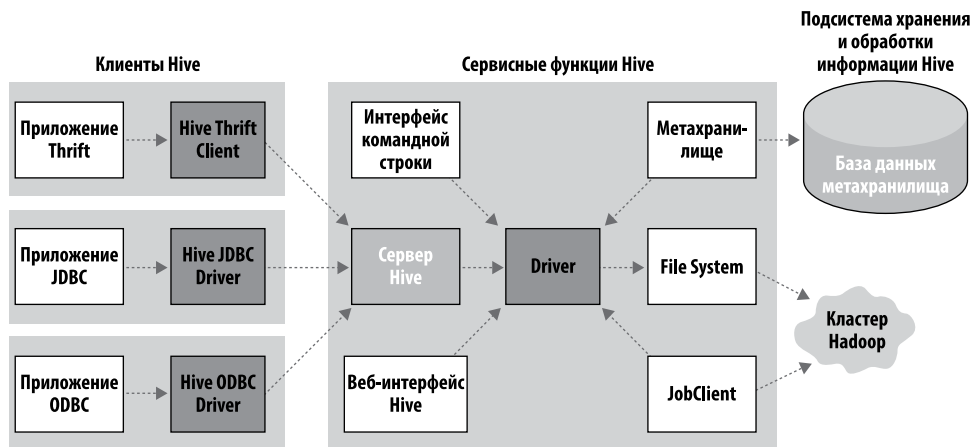 Подсистема хранения
и обработки
информации Hive
Клиенты Hive
Сервисные функции Hive
Приложение
Thrift
Hive Thrift
Client
Интерфейс
командной
строки
Метахрани-
лище
База данных
метахранилища
Приложение
JDBC
Hive JDBC
Driver
Сервер
Hive
Driver
File System
Кластер
Hadoop
Приложение
ODBC
Hive ODBC
Driver
Веб-интерфейс
Hive
JobClient